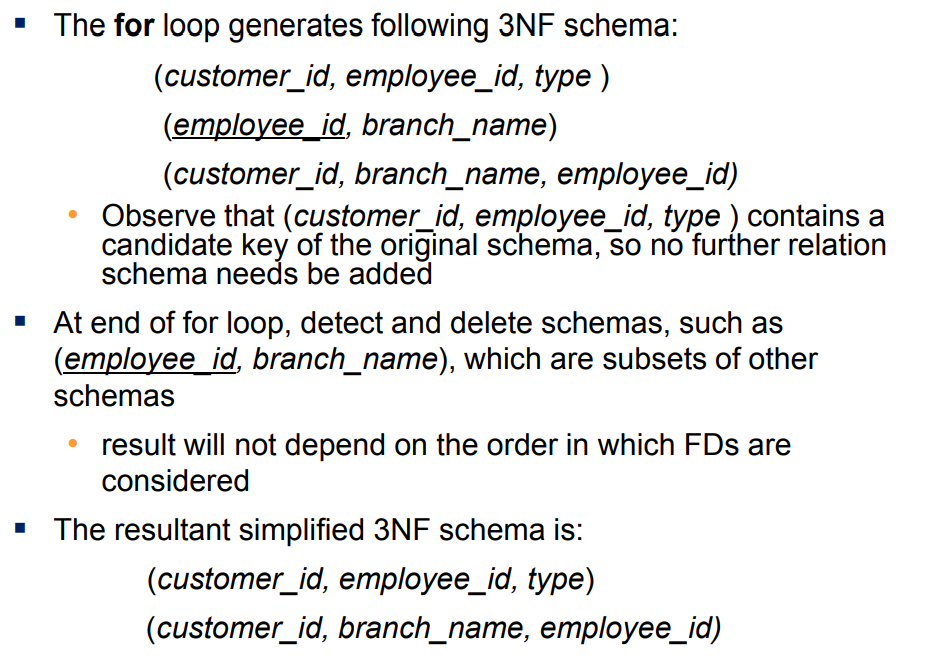 ▪ The for loop generates following 3NF schema:
(customer_id, employee_id, type )
(employee_id, branch_name)
(customer_id, branch_name, employee_id)
• Observe that (customer_id, employee_id, type ) contains a
candidate key of the original schema, so no further relation
schema needs be added
▪ At end of for loop, detect and delete schemas, such as
(employee_id, branch_name), which are subsets of other
schemas
• result will not depend on the order in which FDs are
considered
▪ The resultant simplified 3NF schema is:
(customer_id, employee_id, type)
(customer_id, branch_name, employee_id)